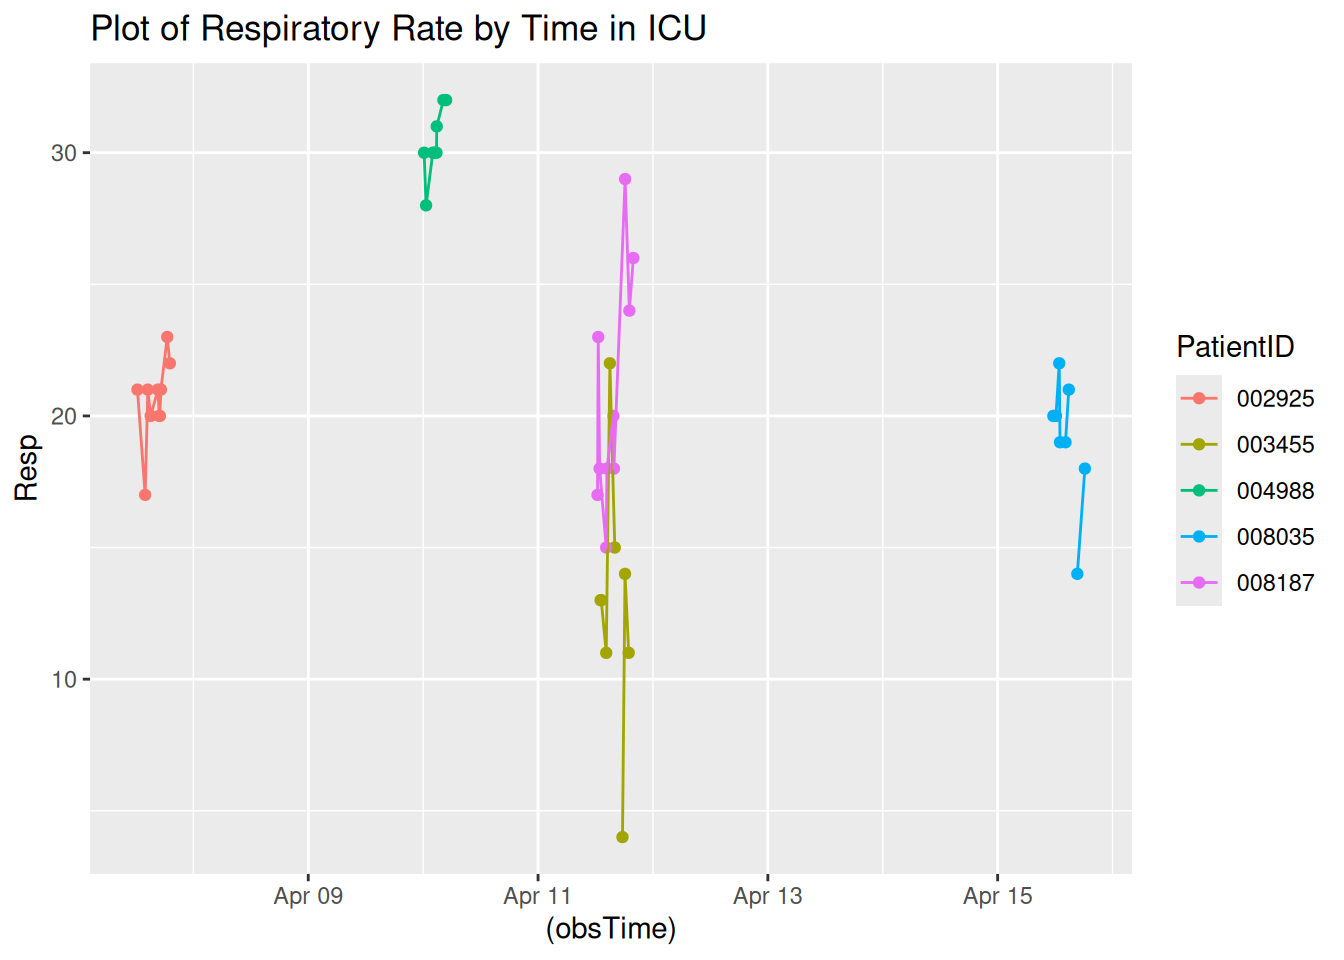 Plot of Respiratory Rate by Time in ICU
30
20
10
Resp
Apr 09
Apr 11
Apr 13
Apr 15
(obsTime)
PatientID
002925
003455
004988
008035
008187